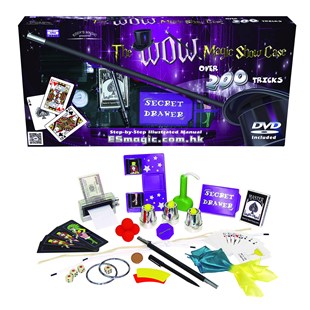 The WOW Magic Show Case
OVER
200 TRICKS
SECRET
DRAWER
DVD
Included
Step-by-Step Illustrated Manual
ESmagic.com.hk
SECRET
DRAWER